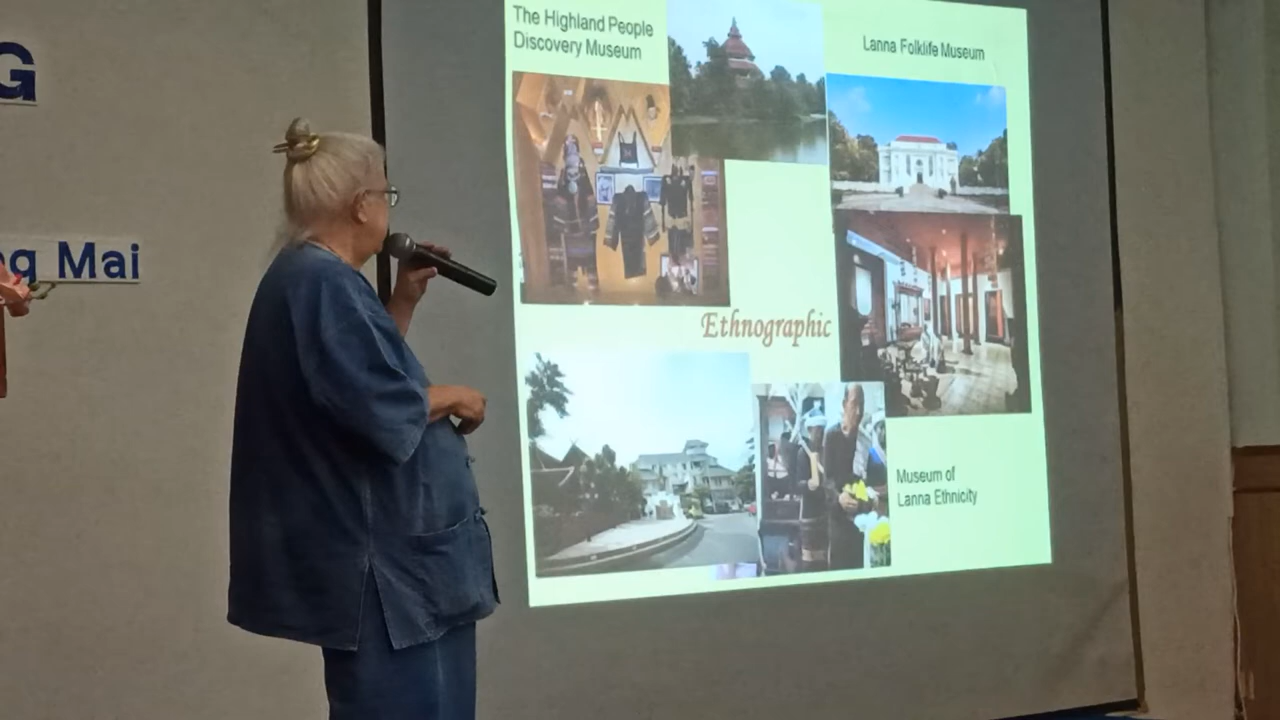 G
ng Mai
The Highland People
Discovery Museum
Lanna Folklife Museum
Ethnographic
Museum of
Lanna Ethnicity